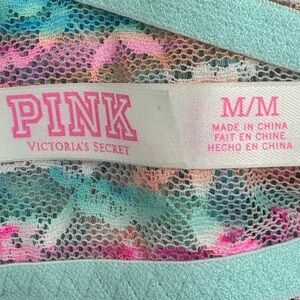 PINK
VICTORIA'S SECRET
M/M
MADE IN CHINA
FAIT EN CHINE
HECHO EN CHINA